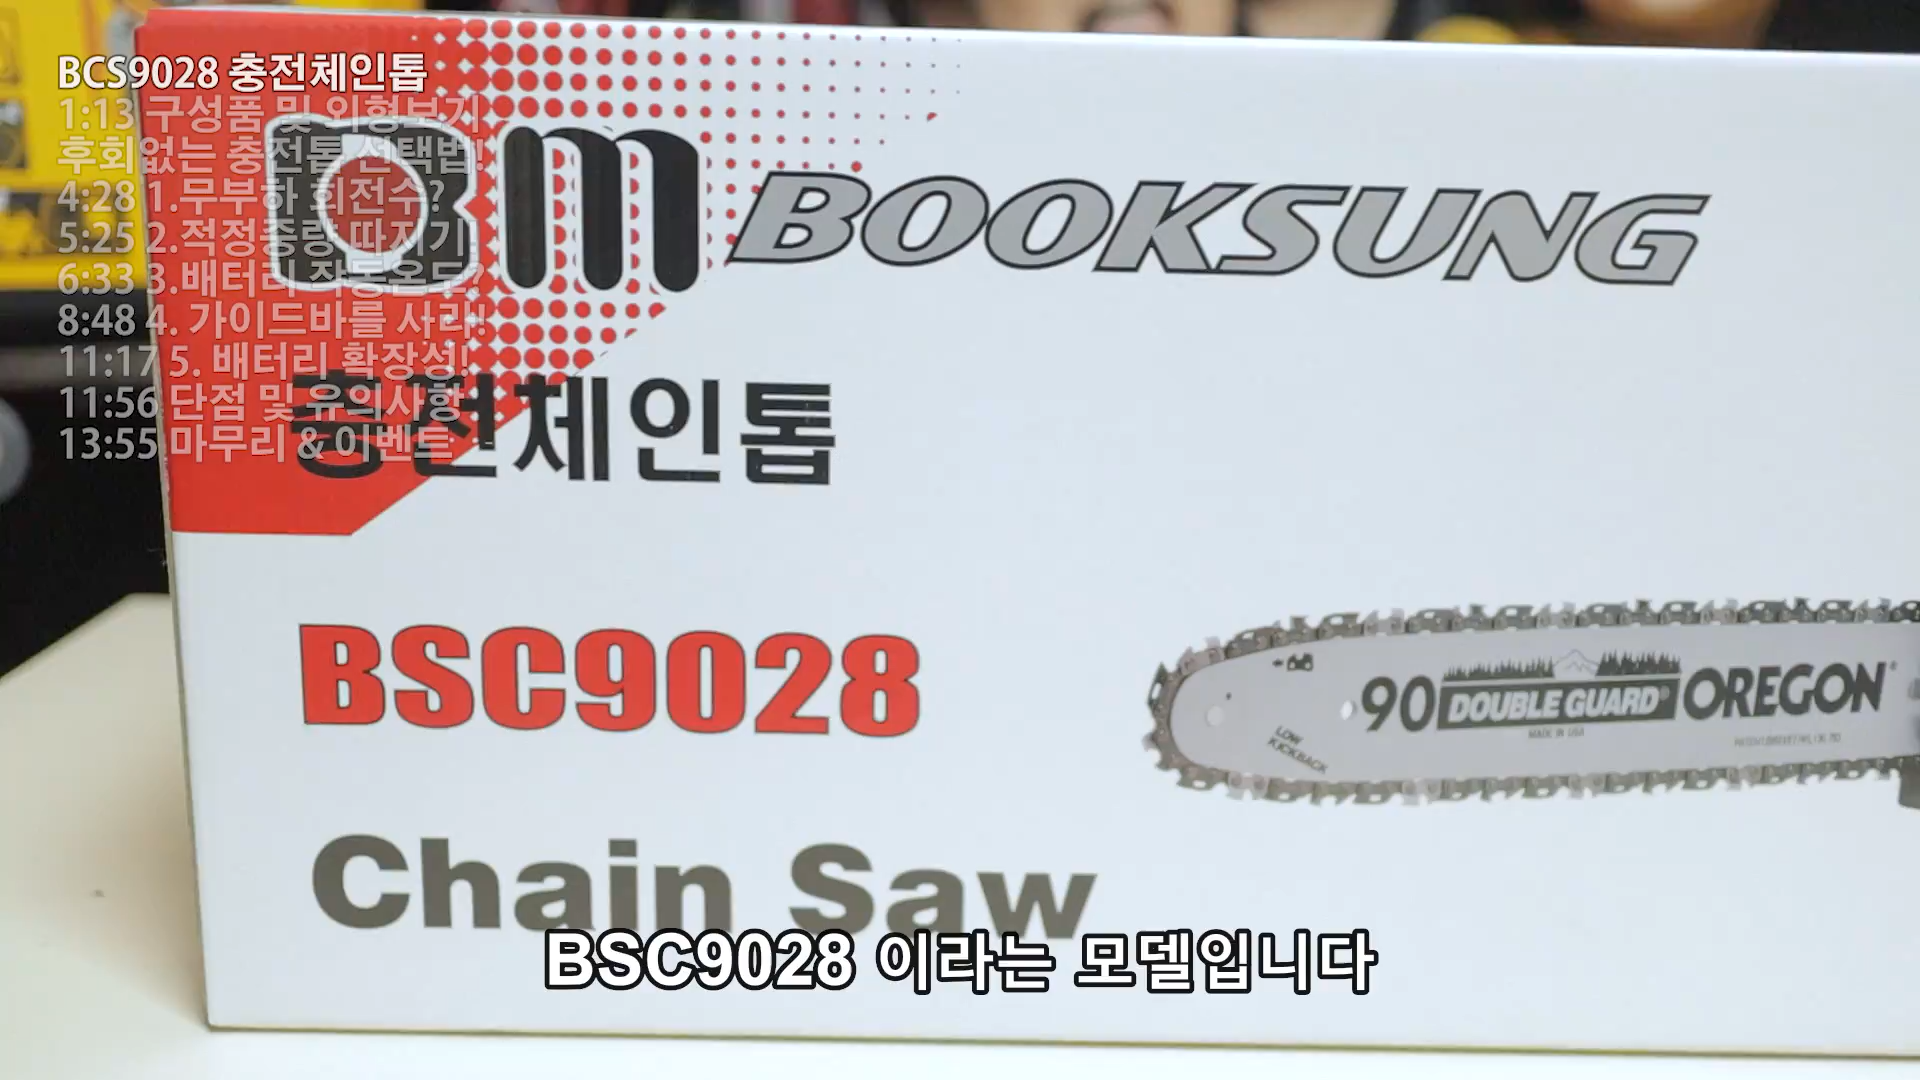 BCS9028 충전체인톱
1:13 구성품 및 외형보기
후회없는 충전톱 선택법!
4:28 1.무부하 회전수?
5:25 2.적정중량 따지기!
6:33 3.배터리 작동온도?
8:48 4. 가이드바를 사라!
11:17 5. 배터리 확장성!
11:56 단점 및 유의사항
13:55 마무리 & 이벤트
BM BOOKSUNG
충전체인톱
BSC9028
90 DOUBLE GUARD® OREGON®
MADE IN USA
LOW
KICKBACK
Chain Saw
BSC9028 이라는 모델입니다